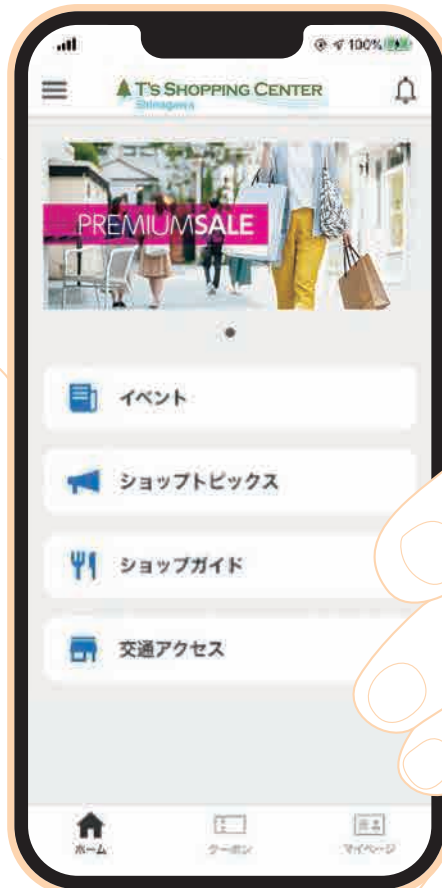 100%
T'S SHOPPING CENTER
Shinagawa
PREMIUMSALE
イベント
ショップトピックス
ショップガイド
交通アクセス
ホーム
クーポン
マイページ